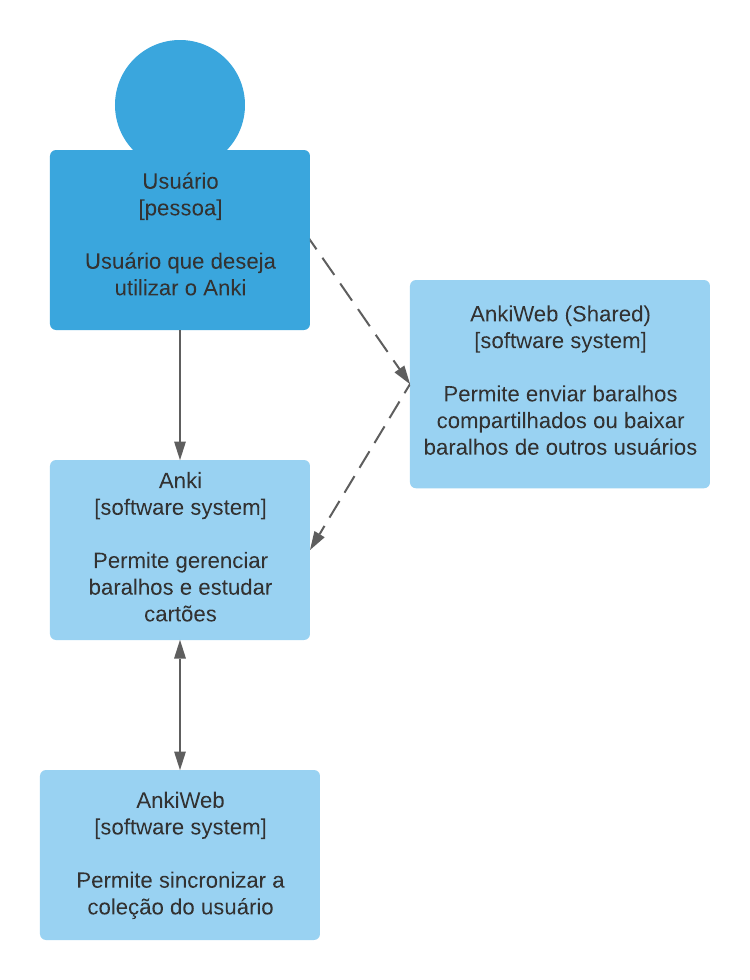 Usuário
[pessoa]
Usuário que deseja
utilizar o Anki
AnkiWeb (Shared)
[software system]
Permite enviar baralhos
compartilhados ou baixar
baralhos de outros usuários
Anki
[software system]
Permite gerenciar
baralhos e estudar
cartões
AnkiWeb
[software system]
Permite sincronizar a
coleção do usuário